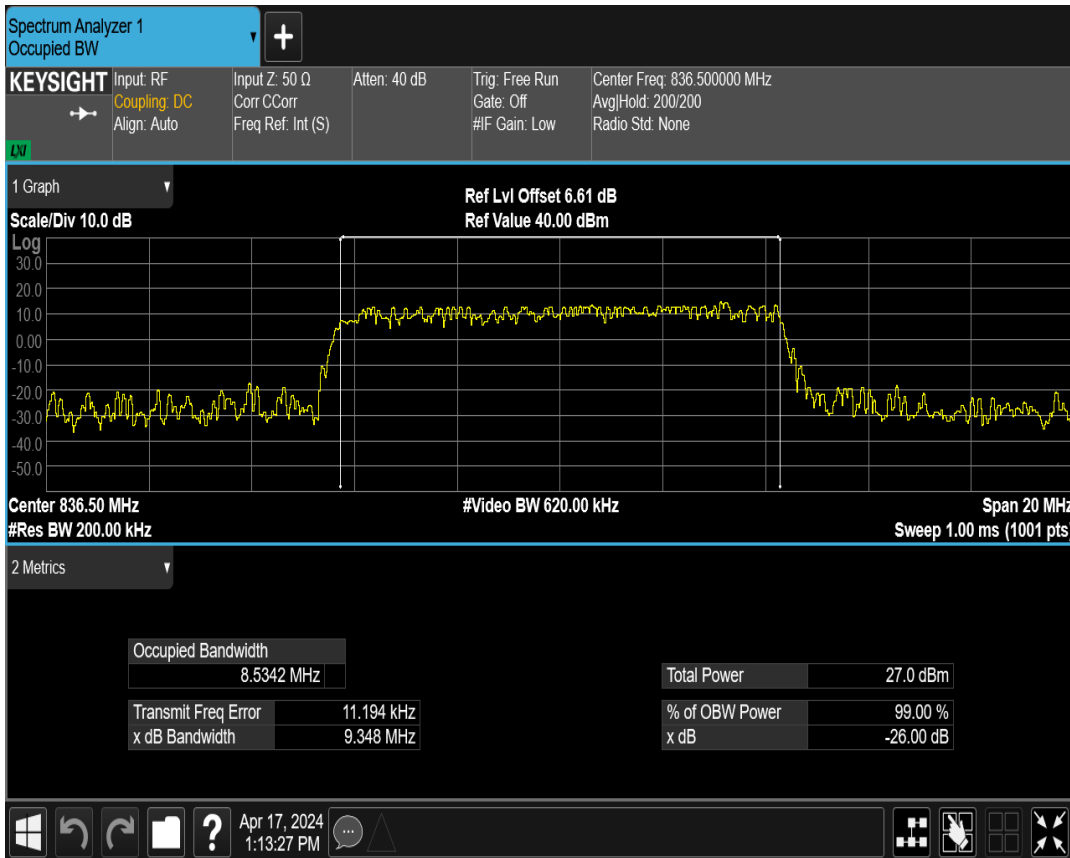 Spectrum Analyzer 1
Occupied BW
+
KEYSIGHT
Input: RF
Coupling: DC
Align: Auto
Input Z: 50 Ω
Corr CCorr
Freq Ref: Int (S)
Atten: 40 dB
Trig: Free Run
Gate: Off
#IF Gain: Low
Center Freq: 836.500000 MHz
Avg|Hold: 200/200
Radio Std: None
LXI
1 Graph
Ref Lvl Offset 6.61 dB
Scale/Div 10.0 dB
Ref Value 40.00 dBm
Log
30.0
20.0
10.0
0.00
-10.0
-20.0
-30.0
-40.0
-50.0
Center 836.50 MHz
#Video BW 620.00 kHz
Span 20 MHz
#Res BW 200.00 kHz
Sweep 1.00 ms (1001 pts)
2 Metrics
Occupied Bandwidth
8.5342 MHz
Total Power 27.0 dBm
Transmit Freq Error 11.194 kHz
% of OBW Power 99.00 %
x dB Bandwidth 9.348 MHz
x dB -26.00 dB
?
Apr 17, 2024
1:13:27 PM